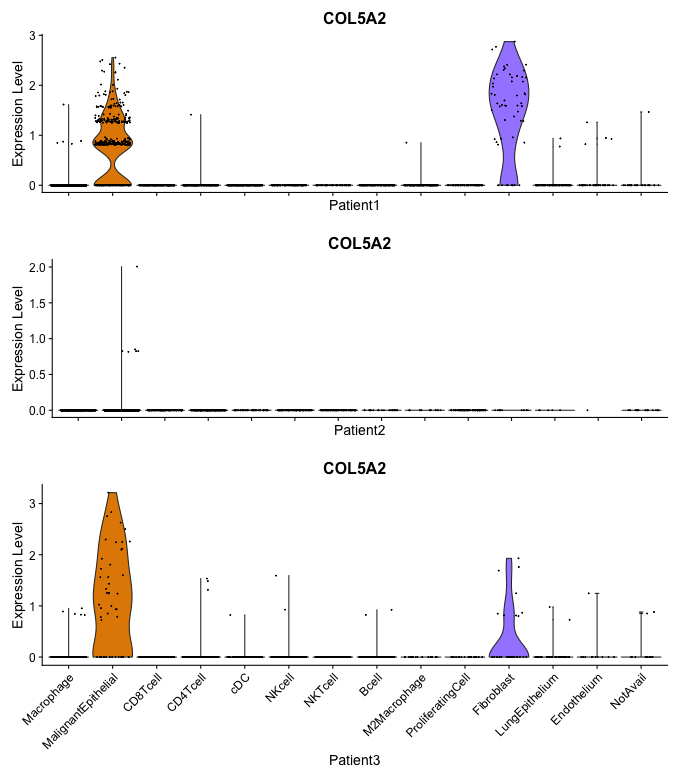 COL5A2
Expression Level
3
2
1
0
Patient1
COL5A2
Expression Level
2.0
1.5
1.0
0.5
0.0
Patient2
COL5A2
Expression Level
3
2
1
0
Macrophage
MalignantEpithelial
CD8Tcell
CD4Tcell
cDC
NKcell
NKTcell
Bcell
M2Macrophage
ProliferatingCell
Fibroblast
LungEpithelium
Endothelium
NotAvail
Patient3